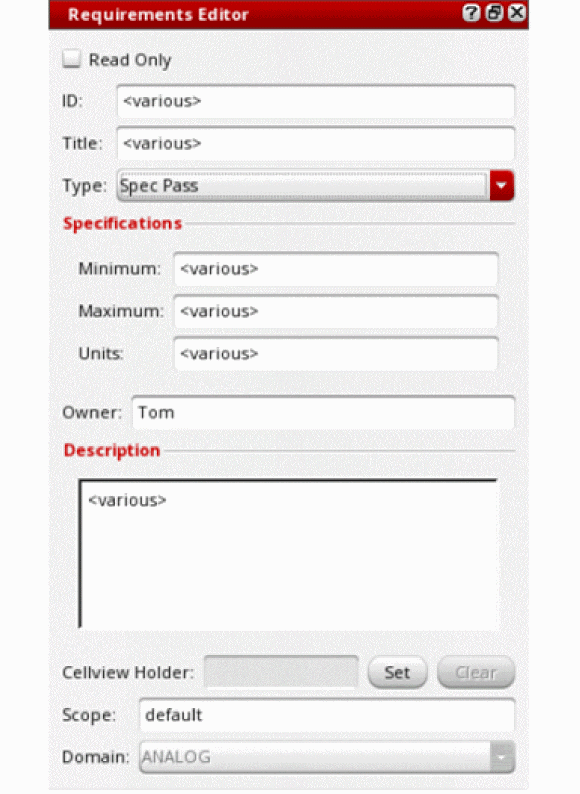 Requirements Editor
Read Only
ID: <various>
Title: <various>
Type: Spec Pass
Specifications
Minimum: <various>
Maximum: <various>
Units: <various>
Owner: Tom
Description
<various>
Cellview Holder: Set Clear
Scope: default
Domain: ANALOG